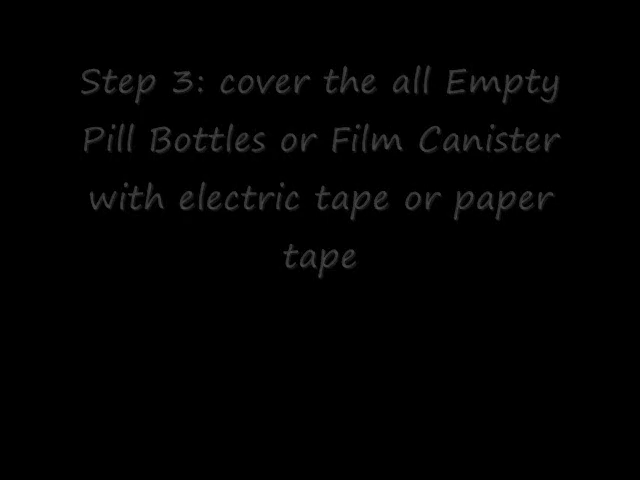 Step 3: cover the all Empty
Pill Bottles or Film Canister
with electric tape or paper
tape